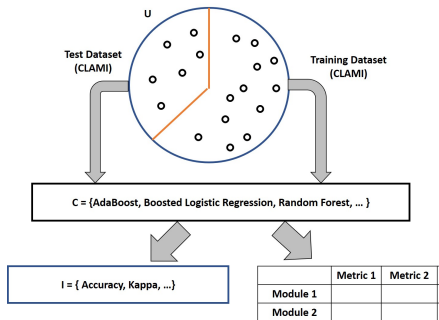 U
Test Dataset
(CLAMI)
Training Dataset
(CLAMI)
C = {AdaBoost, Boosted Logistic Regression, Random Forest, ... }
I = { Accuracy, Kappa, ...}
Metric 1 Metric 2
Module 1
Module 2